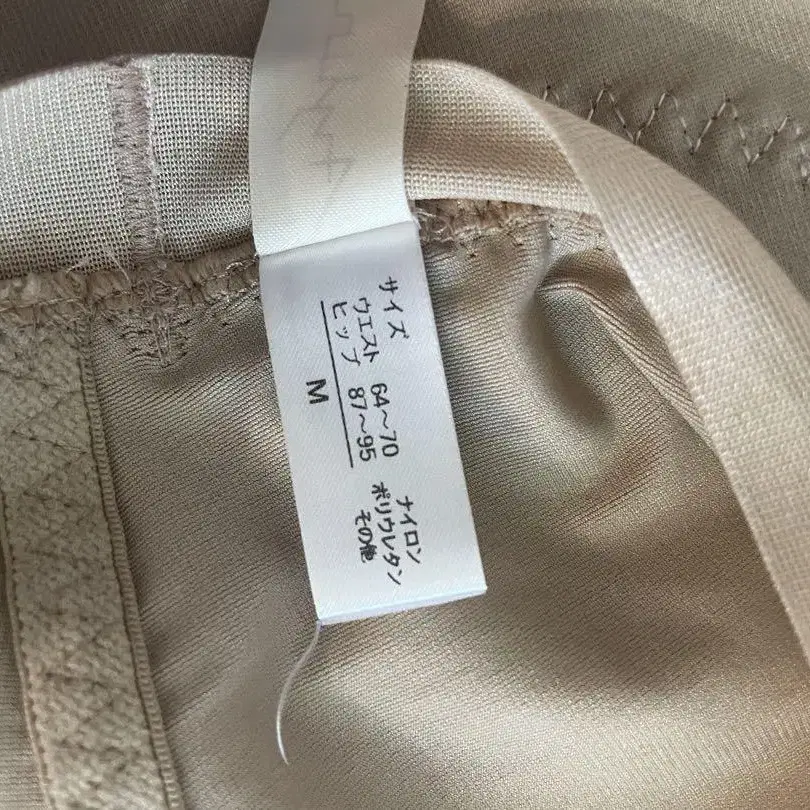 サイズ
ウエスト 64〜70
ヒップ 87〜95
M
ナイロン
ポリウレタン
その他